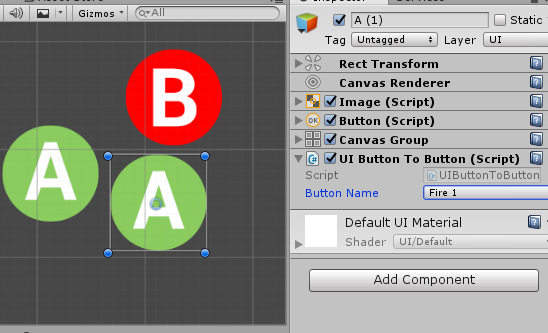 Gizmos
All
B
A
A
A (1)
Static
Tag Untagged Layer UI
Rect Transform
Canvas Renderer
Image (Script)
OK Button (Script)
Canvas Group
C# UI Button To Button (Script)
Script UIButtonToButton
Button Name Fire 1
Default UI Material
Shader UI/Default
Add Component